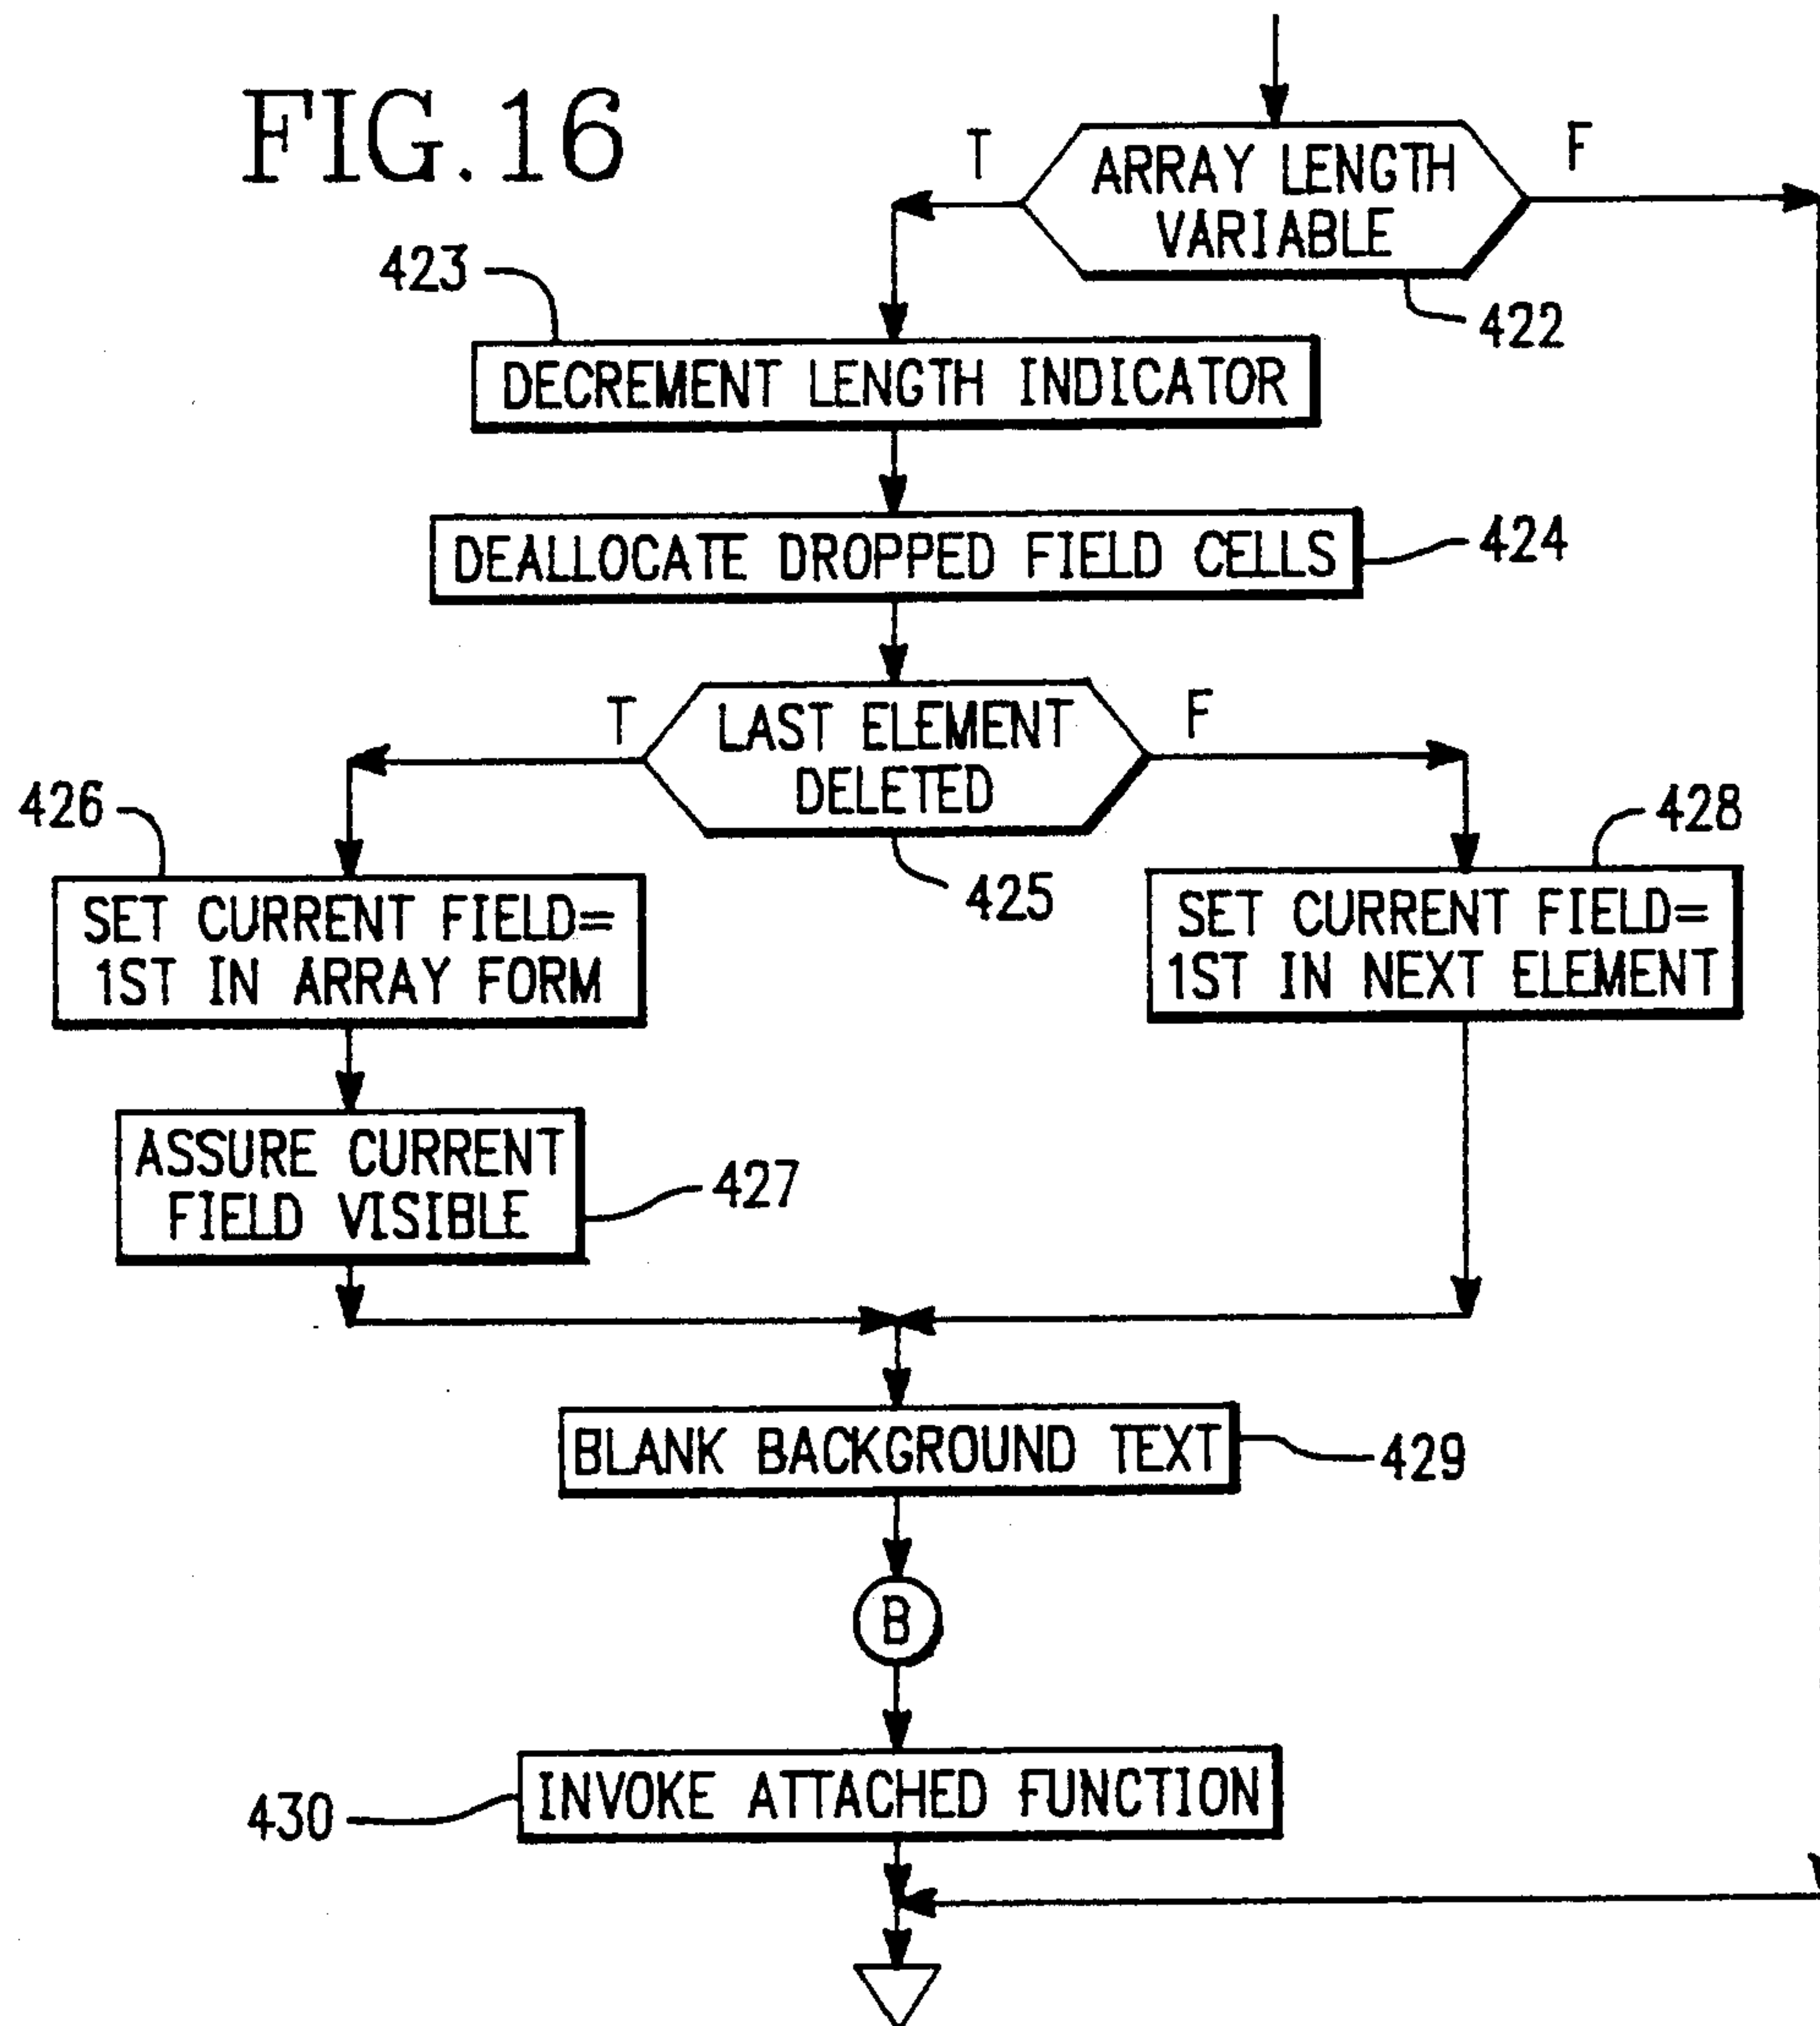 FIG. 16
T
ARRAY LENGTH
VARIABLE
F
422
423
DECREMENT LENGTH INDICATOR
DEALLOCATE DROPPED FIELD CELLS
424
T
LAST ELEMENT
DELETED
F
425
426
SET CURRENT FIELD=
1ST IN ARRAY FORM
428
SET CURRENT FIELD=
1ST IN NEXT ELEMENT
ASSURE CURRENT
FIELD VISIBLE
427
BLANK BACKGROUND TEXT
429
B
430
INVOKE ATTACHED FUNCTION